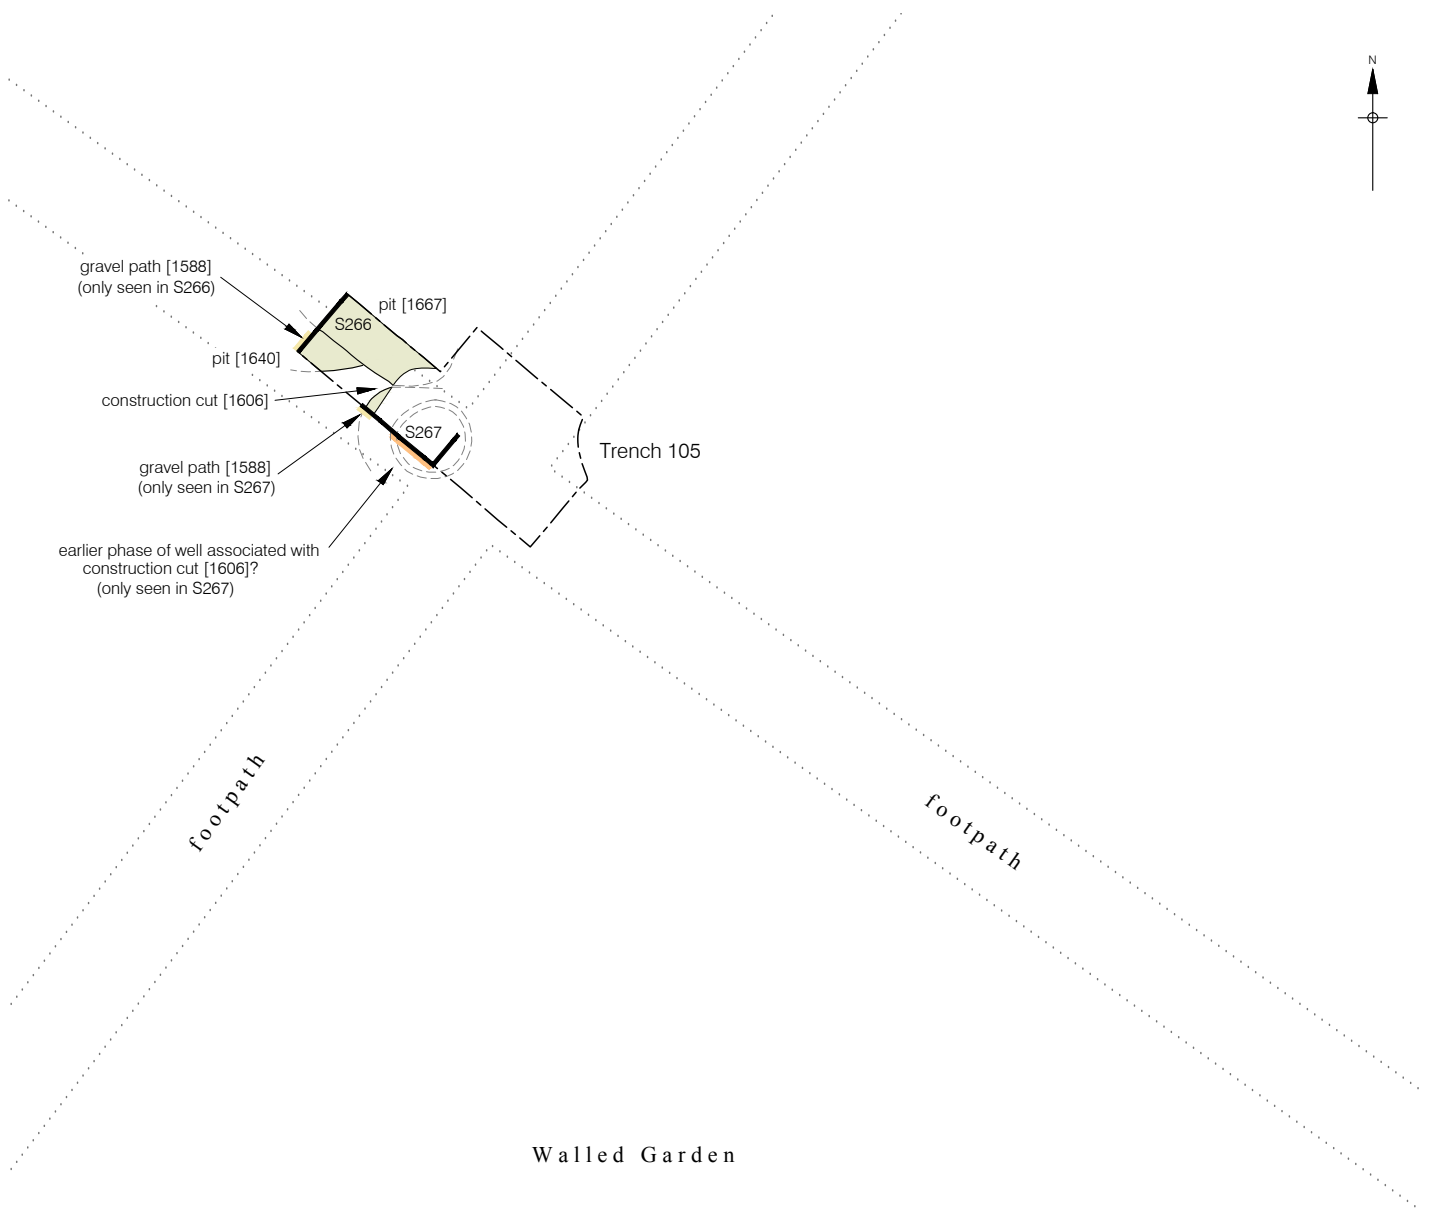 N
gravel path [1588]
(only seen in S266)
pit [1667]
S266
pit [1640]
construction cut [1606]
S267
Trench 105
gravel path [1588]
(only seen in S267)
earlier phase of well associated with
construction cut [1606]?
(only seen in S267)
footpath
footpath
Walled Garden